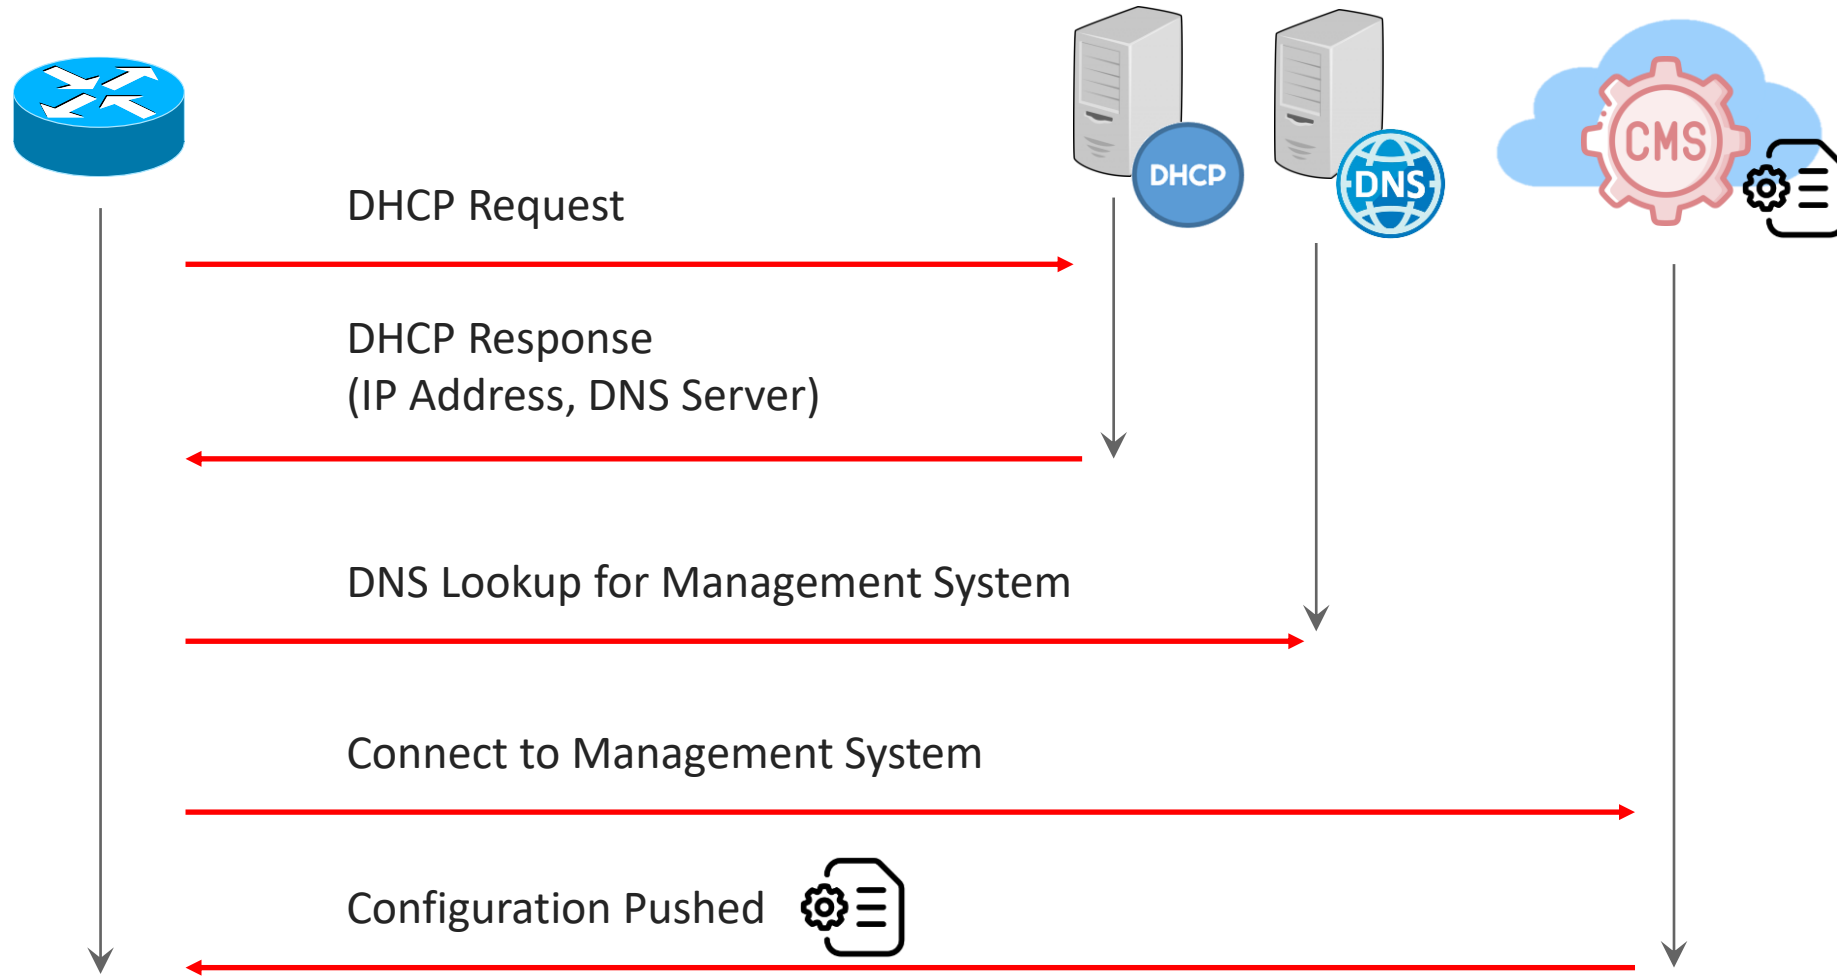 CMS
DHCP
DNS
DHCP Request
DHCP Response
(IP Address, DNS Server)
DNS Lookup for Management System
Connect to Management System
Configuration Pushed